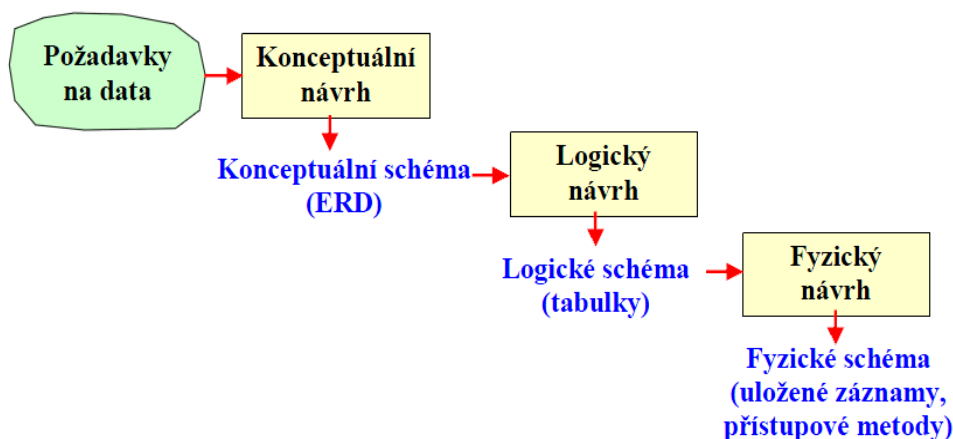 Požadavky
na data
Konceptuální
návrh
Konceptuální schéma
(ERD)
Logický
návrh
Logické schéma
(tabulky)
Fyzický
návrh
Fyzické schéma
(uložené záznamy,
přístupové metody)